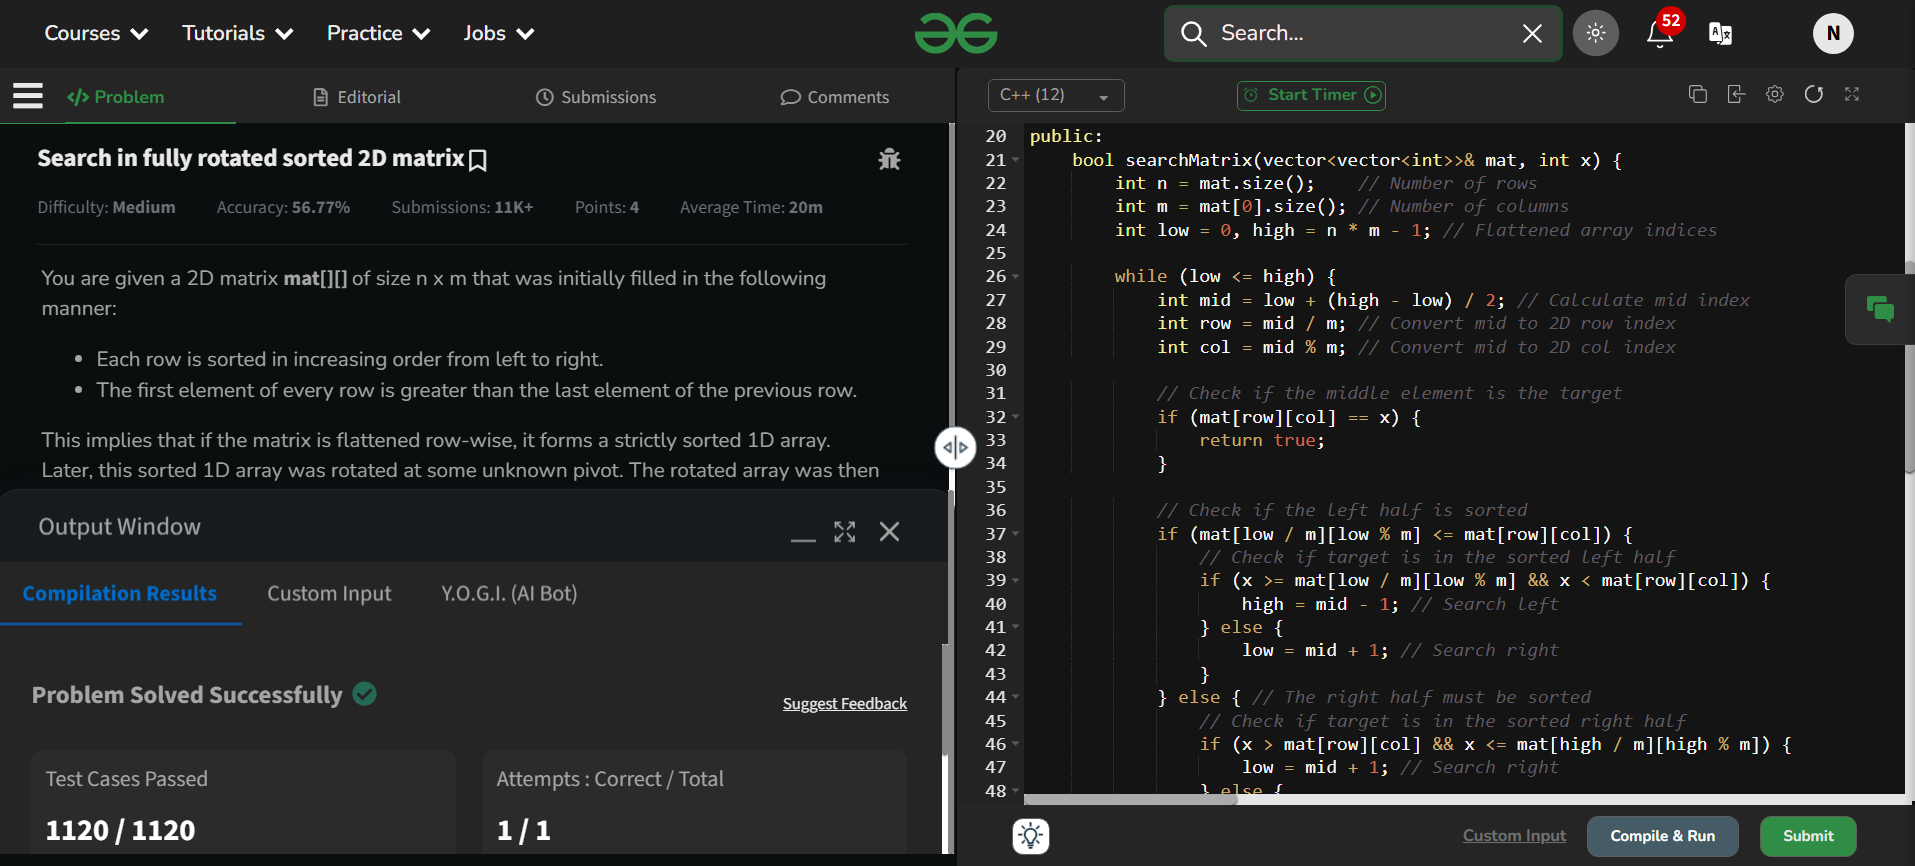 Courses Tutorials Practice Jobs Search... 52 N
Problem Editorial Submissions Comments
Search in fully rotated sorted 2D matrix
Difficulty: Medium Accuracy: 56.77% Submissions: 11K+ Points: 4 Average Time: 20m
You are given a 2D matrix mat[][] of size n x m that was initially filled in the following
manner:
• Each row is sorted in increasing order from left to right.
• The first element of every row is greater than the last element of the previous row.
This implies that if the matrix is flattened row-wise, it forms a strictly sorted 1D array.
Later, this sorted 1D array was rotated at some unknown pivot. The rotated array was then
Output Window
Compilation Results Custom Input Y.O.G.I. (AI Bot)
Problem Solved Successfully
Suggest Feedback
Test Cases Passed
1120 / 1120
Attempts : Correct / Total
1 / 1
C++ (12) Start Timer
20 public:
21     bool searchMatrix(vector<vector<int>>& mat, int x) {
22         int n = mat.size();    // Number of rows
23         int m = mat[0].size(); // Number of columns
24         int low = 0, high = n * m - 1; // Flattened array indices
25
26         while (low <= high) {
27             int mid = low + (high - low) / 2; // Calculate mid index
28             int row = mid / m; // Convert mid to 2D row index
29             int col = mid % m; // Convert mid to 2D col index
30
31             // Check if the middle element is the target
32             if (mat[row][col] == x) {
33                 return true;
34             }
35
36             // Check if the left half is sorted
37             if (mat[low / m][low % m] <= mat[row][col]) {
38                 // Check if target is in the sorted left half
39                 if (x >= mat[low / m][low % m] && x < mat[row][col]) {
40                     high = mid - 1; // Search left
41                 } else {
42                     low = mid + 1; // Search right
43                 }
44             } else { // The right half must be sorted
45                 // Check if target is in the sorted right half
46                 if (x > mat[row][col] && x <= mat[high / m][high % m]) {
47                     low = mid + 1; // Search right
48                 } else {
Custom Input Compile & Run Submit